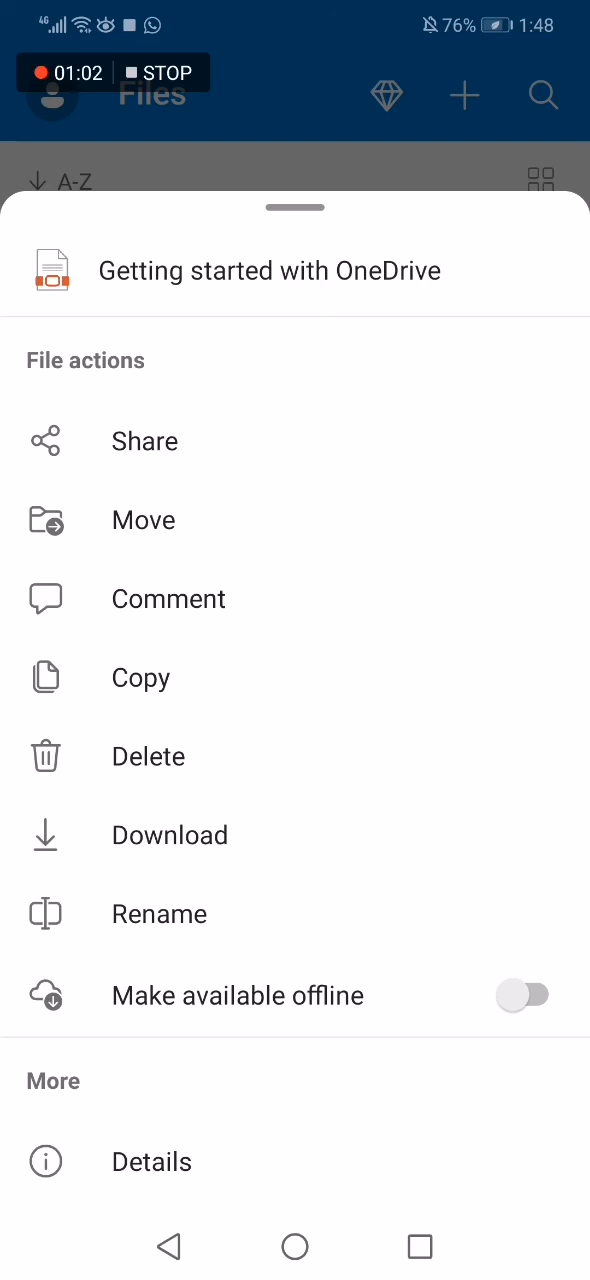 4G 76% 1:48
01:02 STOP
Files
A-Z
Getting started with OneDrive
File actions
Share
Move
Comment
Copy
Delete
Download
Rename
Make available offline
More
Details